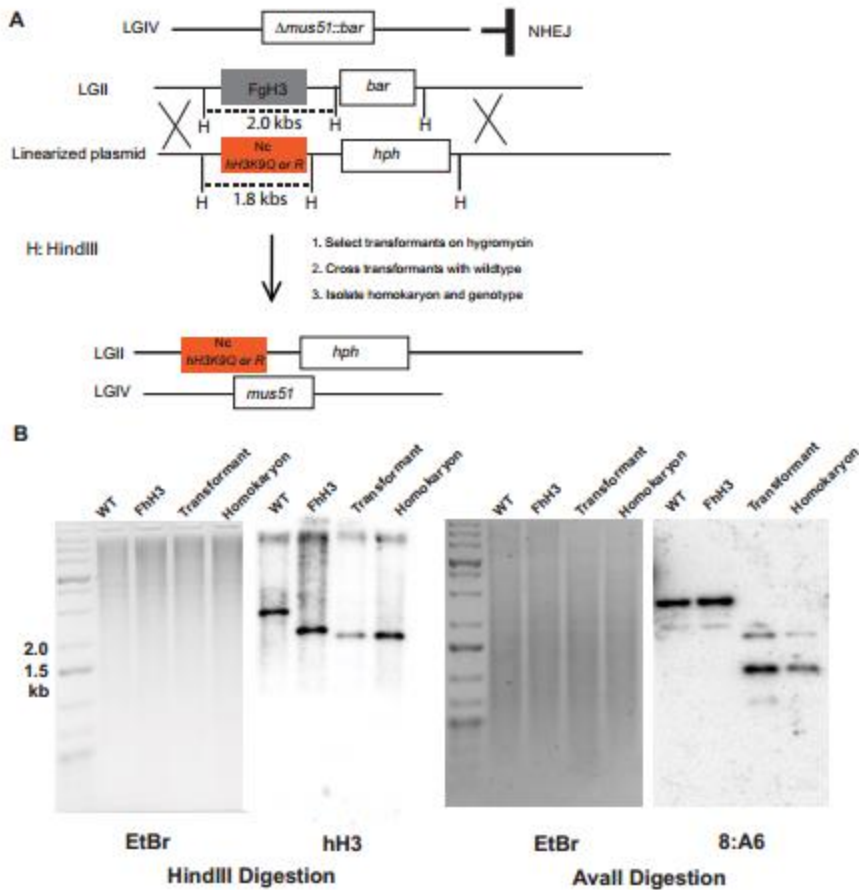 A
LGIV
Δmus51::bar
NHEJ
LGII
FgH3
bar
H
H
H
2.0 kbs
Linearized plasmid
Nc
hH3K9Q or R
hph
H
1.8 kbs
H
H
H: HindIII
1. Select transformants on hygromycin
2. Cross transformants with wildtype
3. Isolate homokaryon and genotype
LGII
Nc
hH3K9Q or R
hph
LGIV
mus51
B
WT FhH3 Transformant Homokaryon WT FhH3 Transformant Homokaryon WT FhH3 Transformant Homokaryon WT FhH3 Transformant Homokaryon
2.0
1.5
kb
EtBr hH3 EtBr 8:A6
HindIII Digestion AvaII Digestion